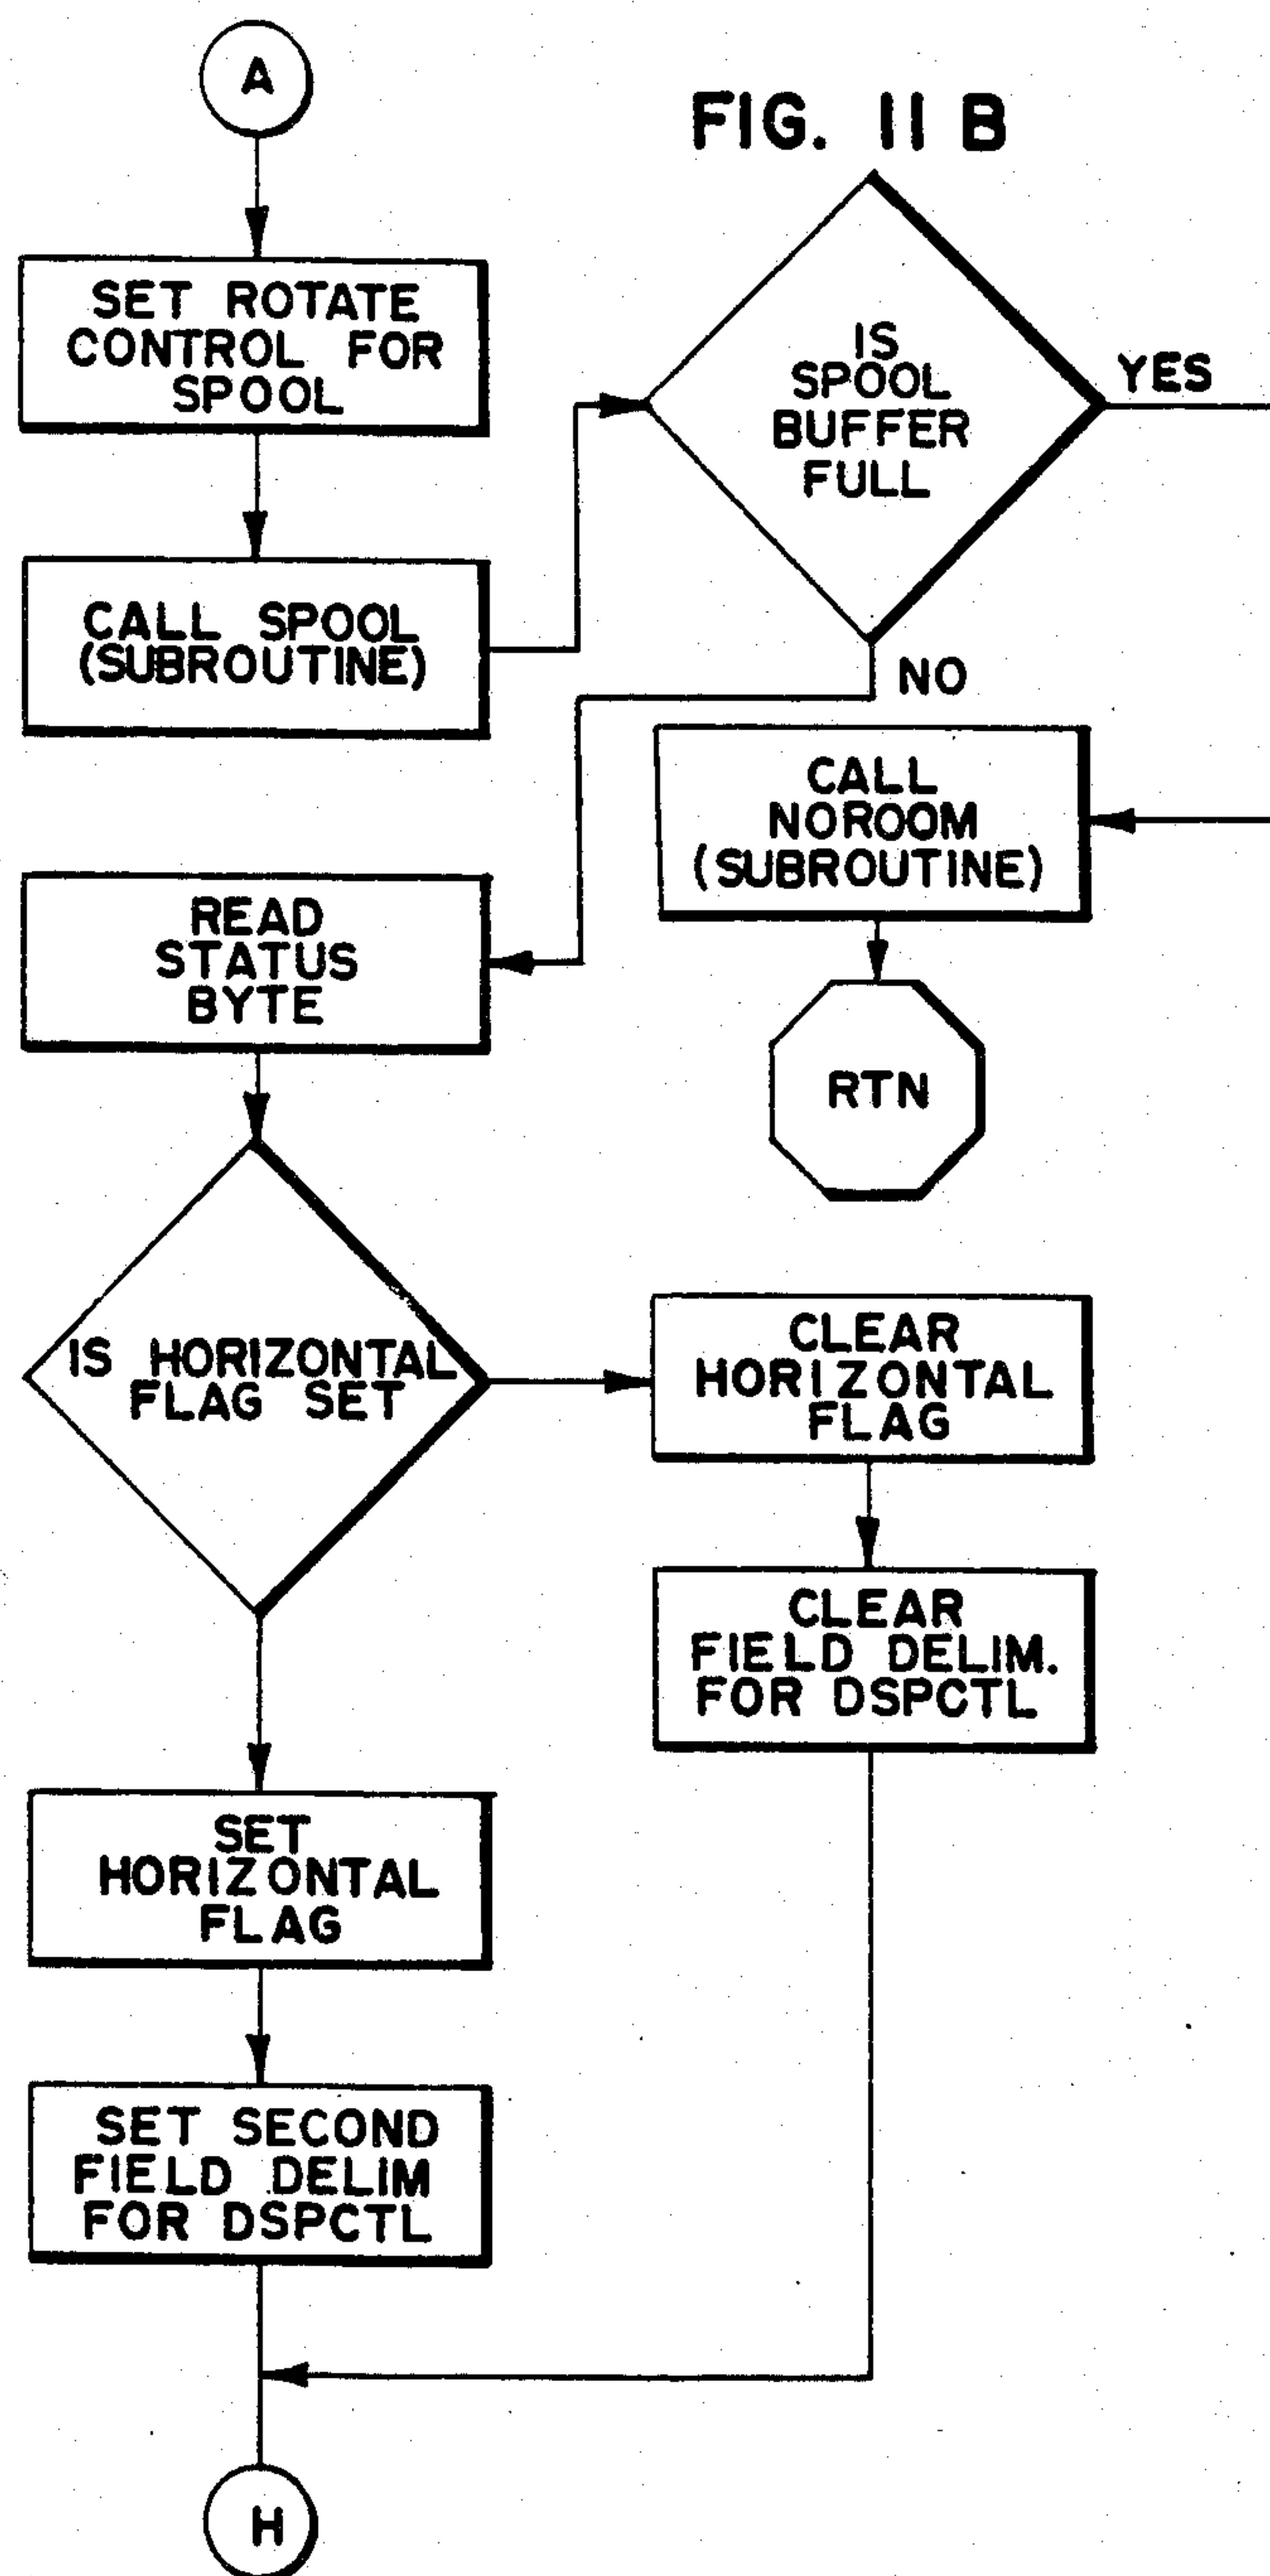 A
FIG. 11 B
SET ROTATE
CONTROL FOR
SPOOL
IS
SPOOL
BUFFER
FULL
YES
CALL SPOOL
(SUBROUTINE)
NO
CALL
NOROOM
(SUBROUTINE)
READ
STATUS
BYTE
RTN
IS HORIZONTAL
FLAG SET
CLEAR
HORIZONTAL
FLAG
CLEAR
FIELD DELIM.
FOR DSPCTL
SET
HORIZONTAL
FLAG
SET SECOND
FIELD DELIM
FOR DSPCTL
H